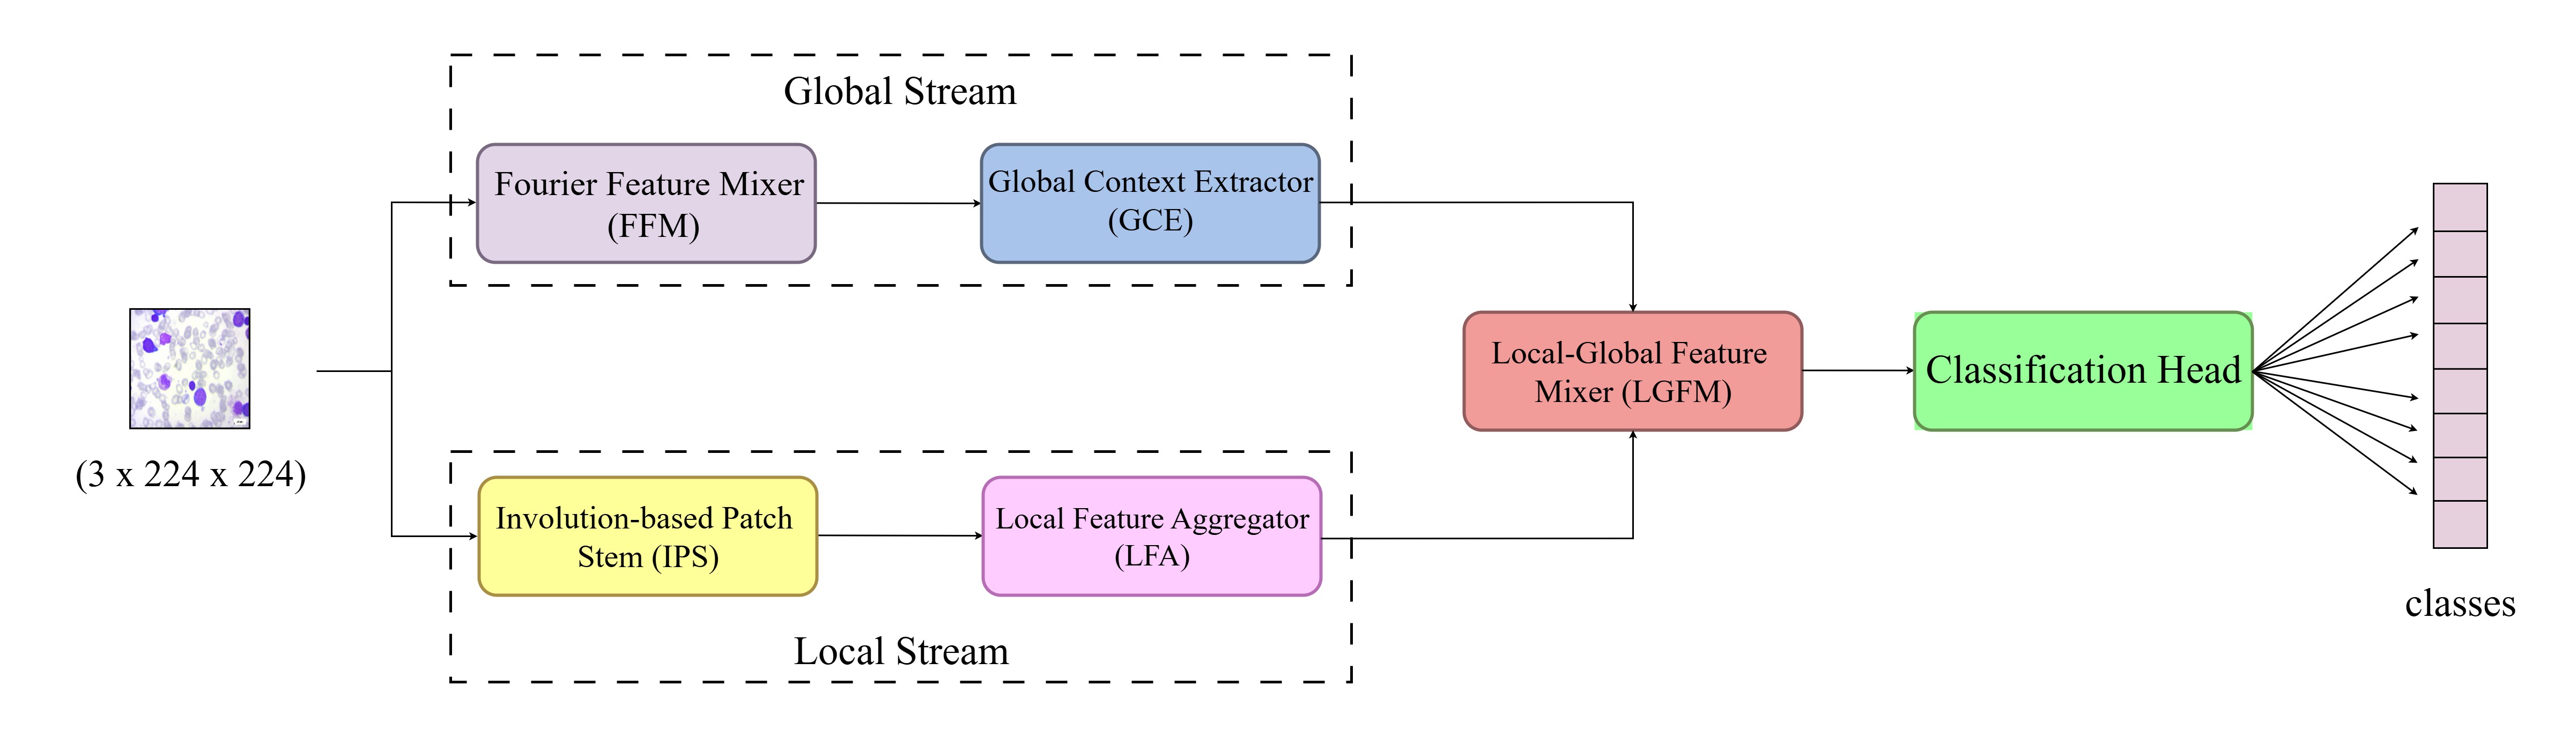 Global Stream
Fourier Feature Mixer
(FFM)
Global Context Extractor
(GCE)
(3 x 224 x 224)
Local-Global Feature
Mixer (LGFM)
Classification Head
classes
Involution-based Patch
Stem (IPS)
Local Feature Aggregator
(LFA)
Local Stream